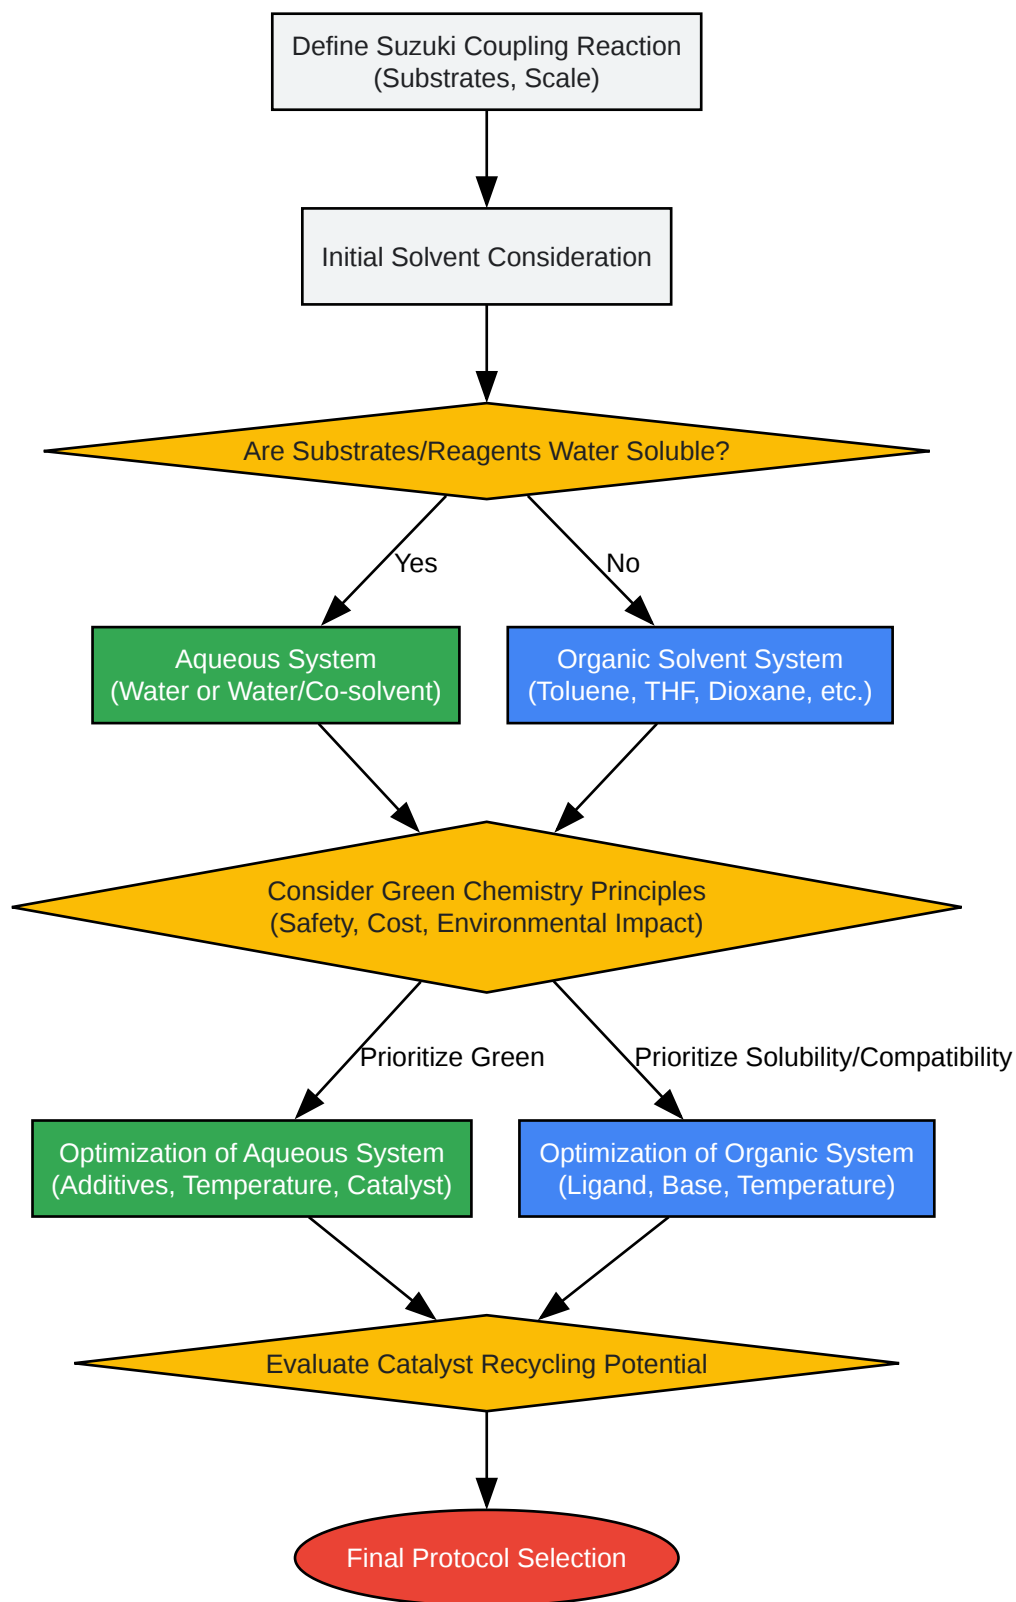 Define Suzuki Coupling Reaction
(Substrates, Scale)
Initial Solvent Consideration
Are Substrates/Reagents Water Soluble?
Yes
No
Aqueous System
(Water or Water/Co-solvent)
Organic Solvent System
(Toluene, THF, Dioxane, etc.)
Consider Green Chemistry Principles
(Safety, Cost, Environmental Impact)
Prioritize Green
Prioritize Solubility/Compatibility
Optimization of Aqueous System
(Additives, Temperature, Catalyst)
Optimization of Organic System
(Ligand, Base, Temperature)
Evaluate Catalyst Recycling Potential
Final Protocol Selection